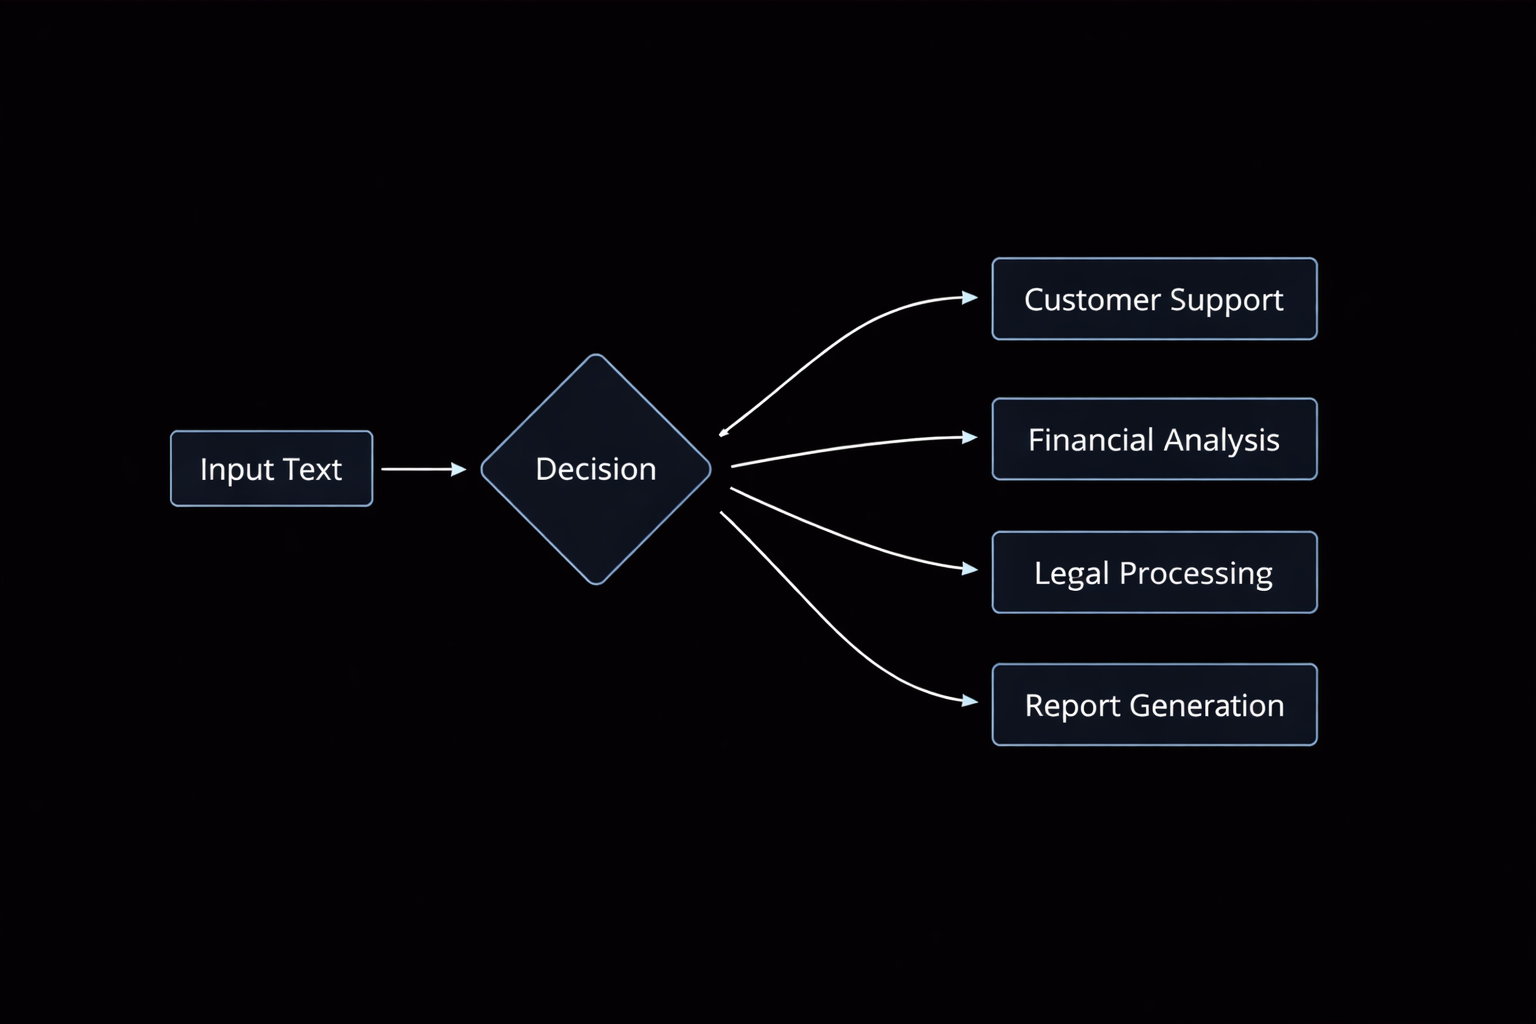 Input Text
Decision
Customer Support
Financial Analysis
Legal Processing
Report Generation